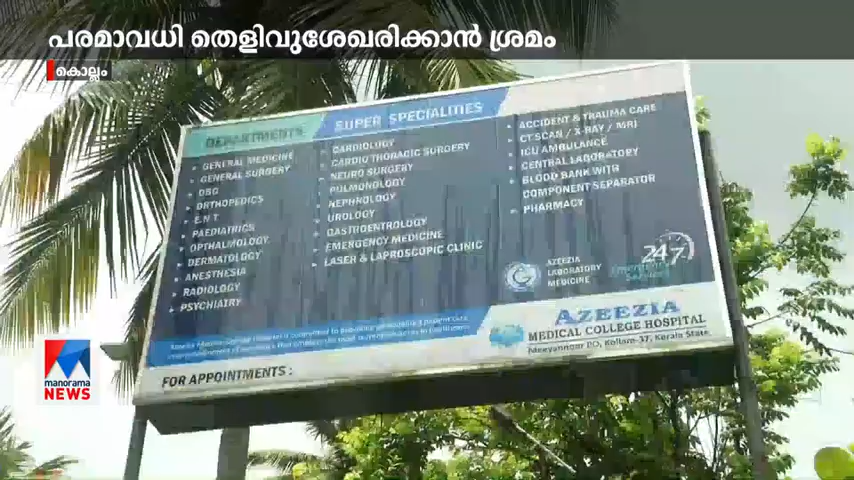 പരമാവധി തെളിവുശേഖരിക്കാൻ ശ്രമം
കൊല്ലം
DEPARTMENTS
GENERAL MEDICINE
GENERAL SURGERY
OBG
ORTHOPEDICS
E.N.T
PAEDIATRICS
OPTHALMOLOGY
DERMATOLOGY
ANESTHESIA
RADIOLOGY
PSYCHIATRY
SUPER SPECIALITIES
CARDIOLOGY
CARDIO THORACIC SURGERY
NEURO SURGERY
PULMONOLOGY
NEPHROLOGY
UROLOGY
GASTROENTROLOGY
EMERGENCY MEDICINE
LASER & LAPROSCOPIC CLINIC
ACCIDENT & TRAUMA CARE
CT SCAN / X-RAY / MRI
ICU AMBULANCE
CENTRAL LABORATORY
BLOOD BANK WITH
COMPONENT SEPARATOR
PHARMACY
AZEEZIA
LABORATORY
MEDICINE
24x7
Emergency
Services
AZEEZIA
MEDICAL COLLEGE HOSPITAL
Meeyannoor PO, Kollam-37, Kerala State
FOR APPOINTMENTS :
manorama
NEWS